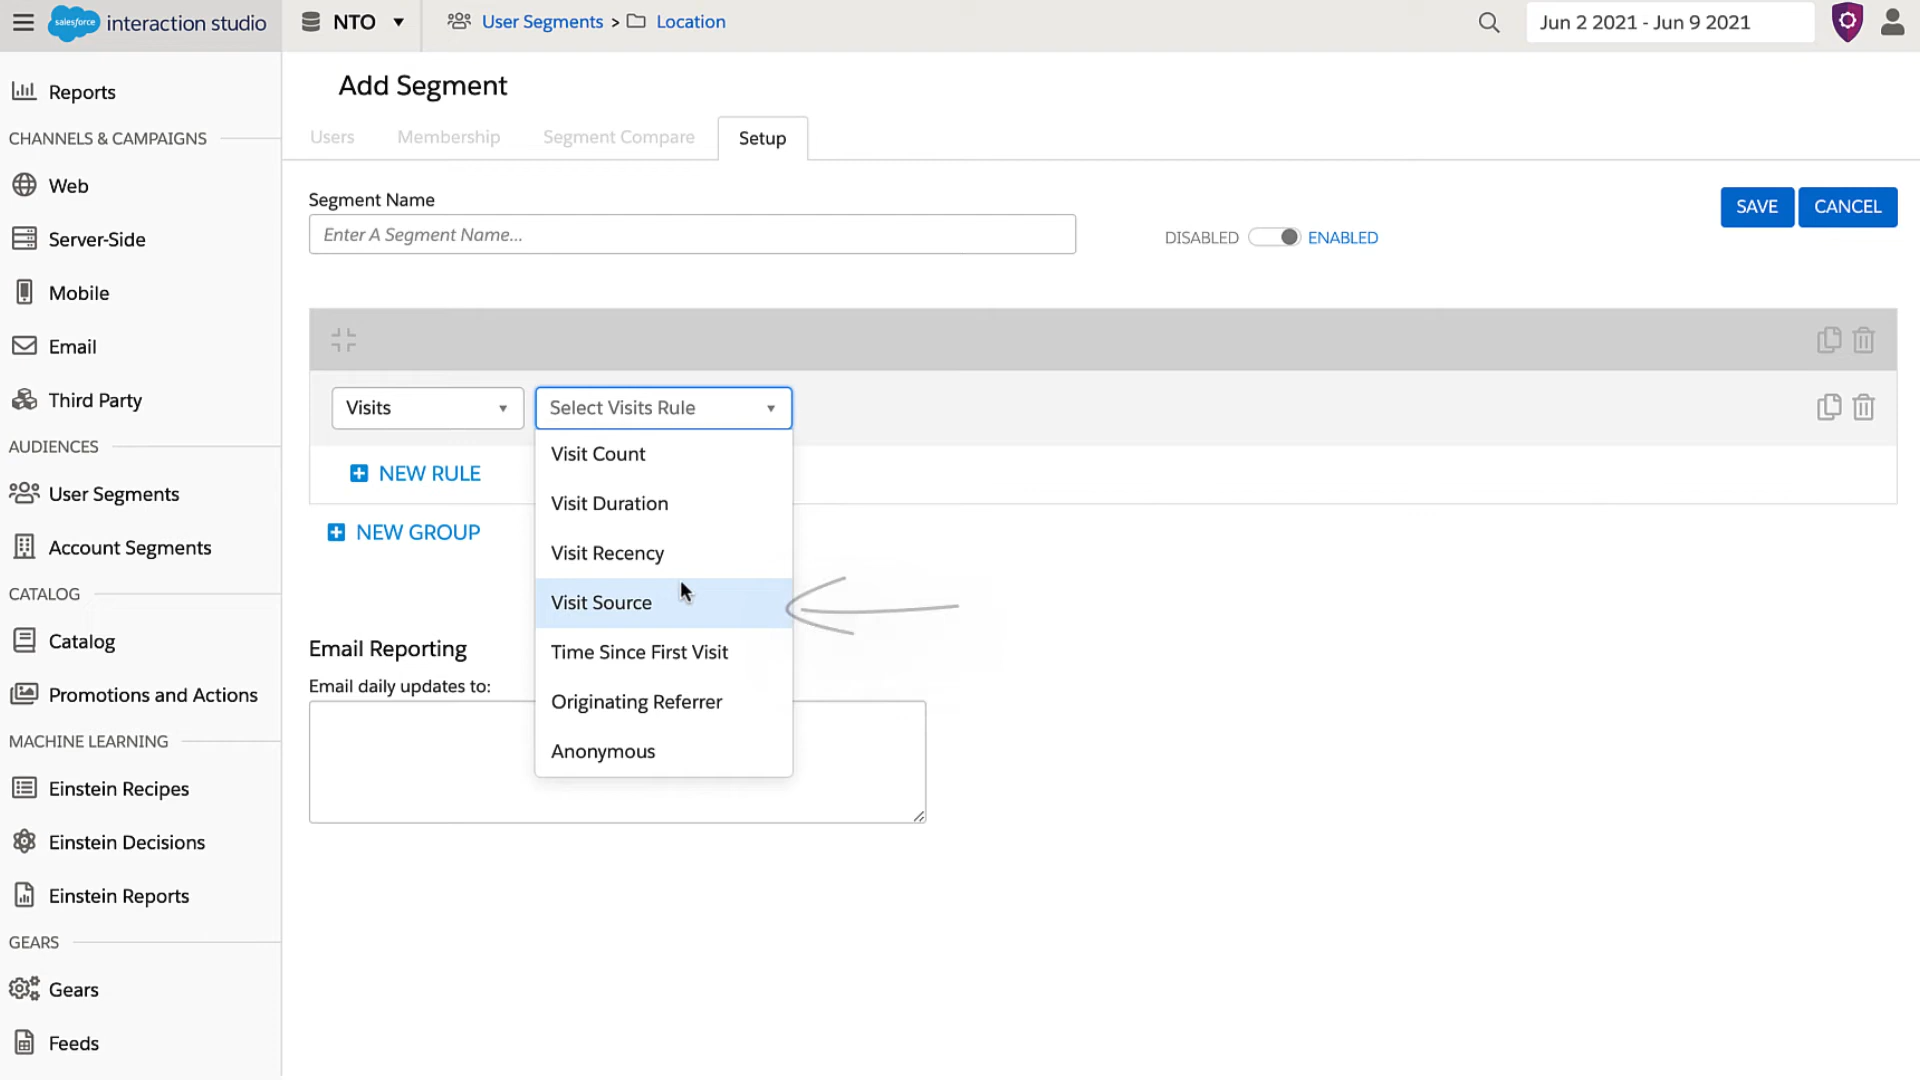 salesforce interaction studio
NTO
User Segments > Location
Jun 2 2021 - Jun 9 2021
Reports
CHANNELS & CAMPAIGNS
Web
Server-Side
Mobile
Email
Third Party
AUDIENCES
User Segments
Account Segments
CATALOG
Catalog
Promotions and Actions
MACHINE LEARNING
Einstein Recipes
Einstein Decisions
Einstein Reports
GEARS
Gears
Feeds
Add Segment
Users Membership Segment Compare Setup
Segment Name
Enter A Segment Name...
DISABLED ENABLED
SAVE CANCEL
Visits Select Visits Rule
Visit Count
Visit Duration
Visit Recency
Visit Source
Time Since First Visit
Originating Referrer
Anonymous
NEW RULE
NEW GROUP
Email Reporting
Email daily updates to: